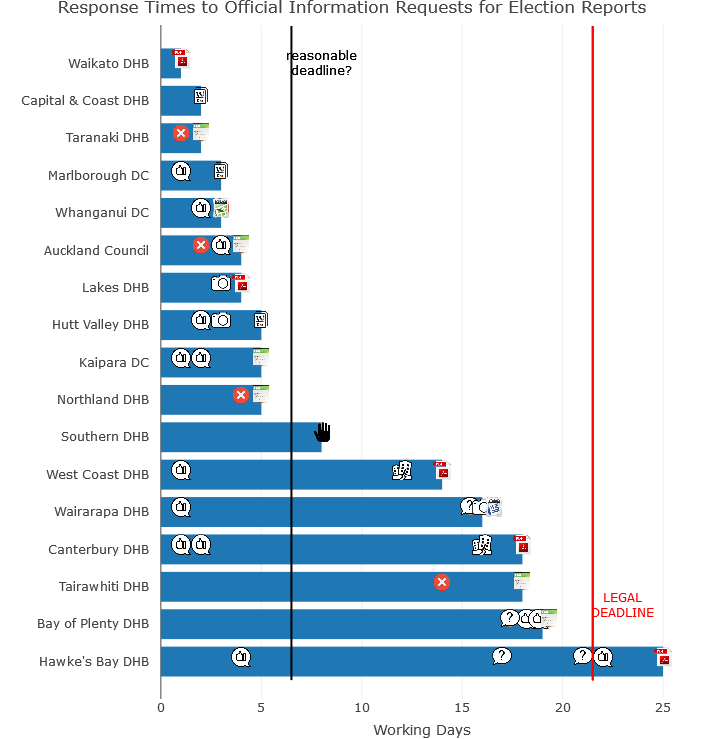 Response Times to Official Information Requests for Election Reports
reasonable
deadline?
Waikato DHB
Capital & Coast DHB
Taranaki DHB
Marlborough DC
Whanganui DC
Auckland Council
Lakes DHB
Hutt Valley DHB
Kaipara DC
Northland DHB
Southern DHB
West Coast DHB
Wairarapa DHB
Canterbury DHB
Tairawhiti DHB
LEGAL
DEADLINE
Bay of Plenty DHB
Hawke's Bay DHB
0 5 10 15 20 25
Working Days